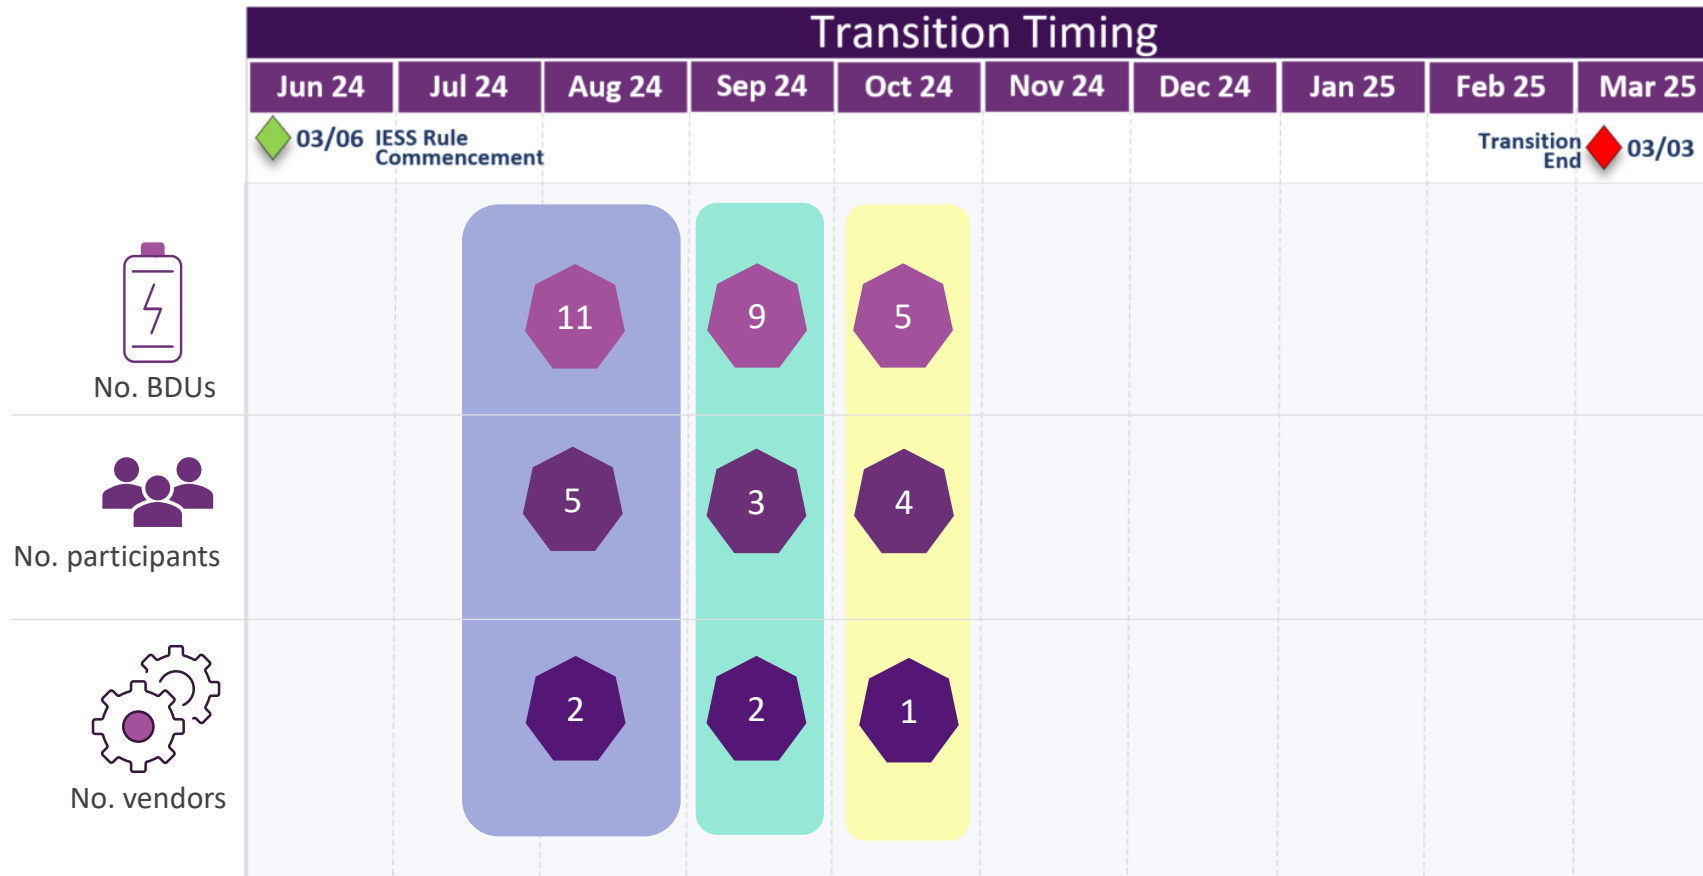 Transition Timing
Jun 24
Jul 24
Aug 24
Sep 24
Oct 24
Nov 24
Dec 24
Jan 25
Feb 25
Mar 25
03/06
IESS Rule
Commencement
Transition
End
03/03
No. BDUs
11
9
5
No. participants
5
3
4
No. vendors
2
2
1